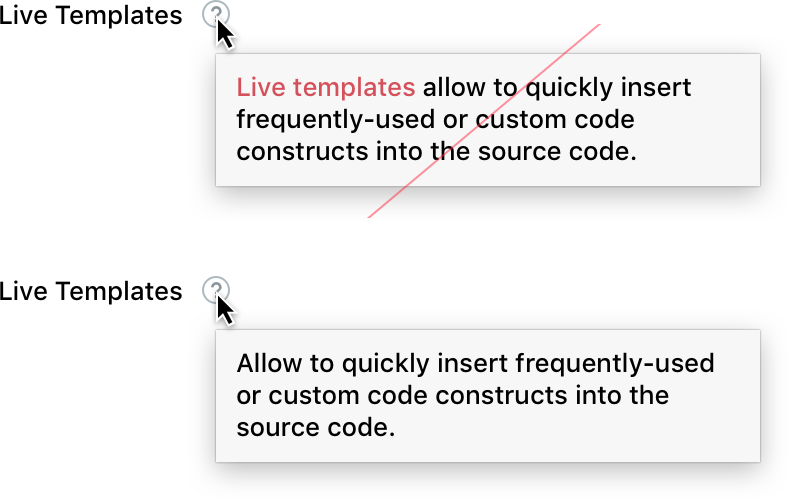 Live Templates ?
Live templates allow to quickly insert
frequently-used or custom code
constructs into the source code.
Live Templates ?
Allow to quickly insert frequently-used
or custom code constructs into the
source code.